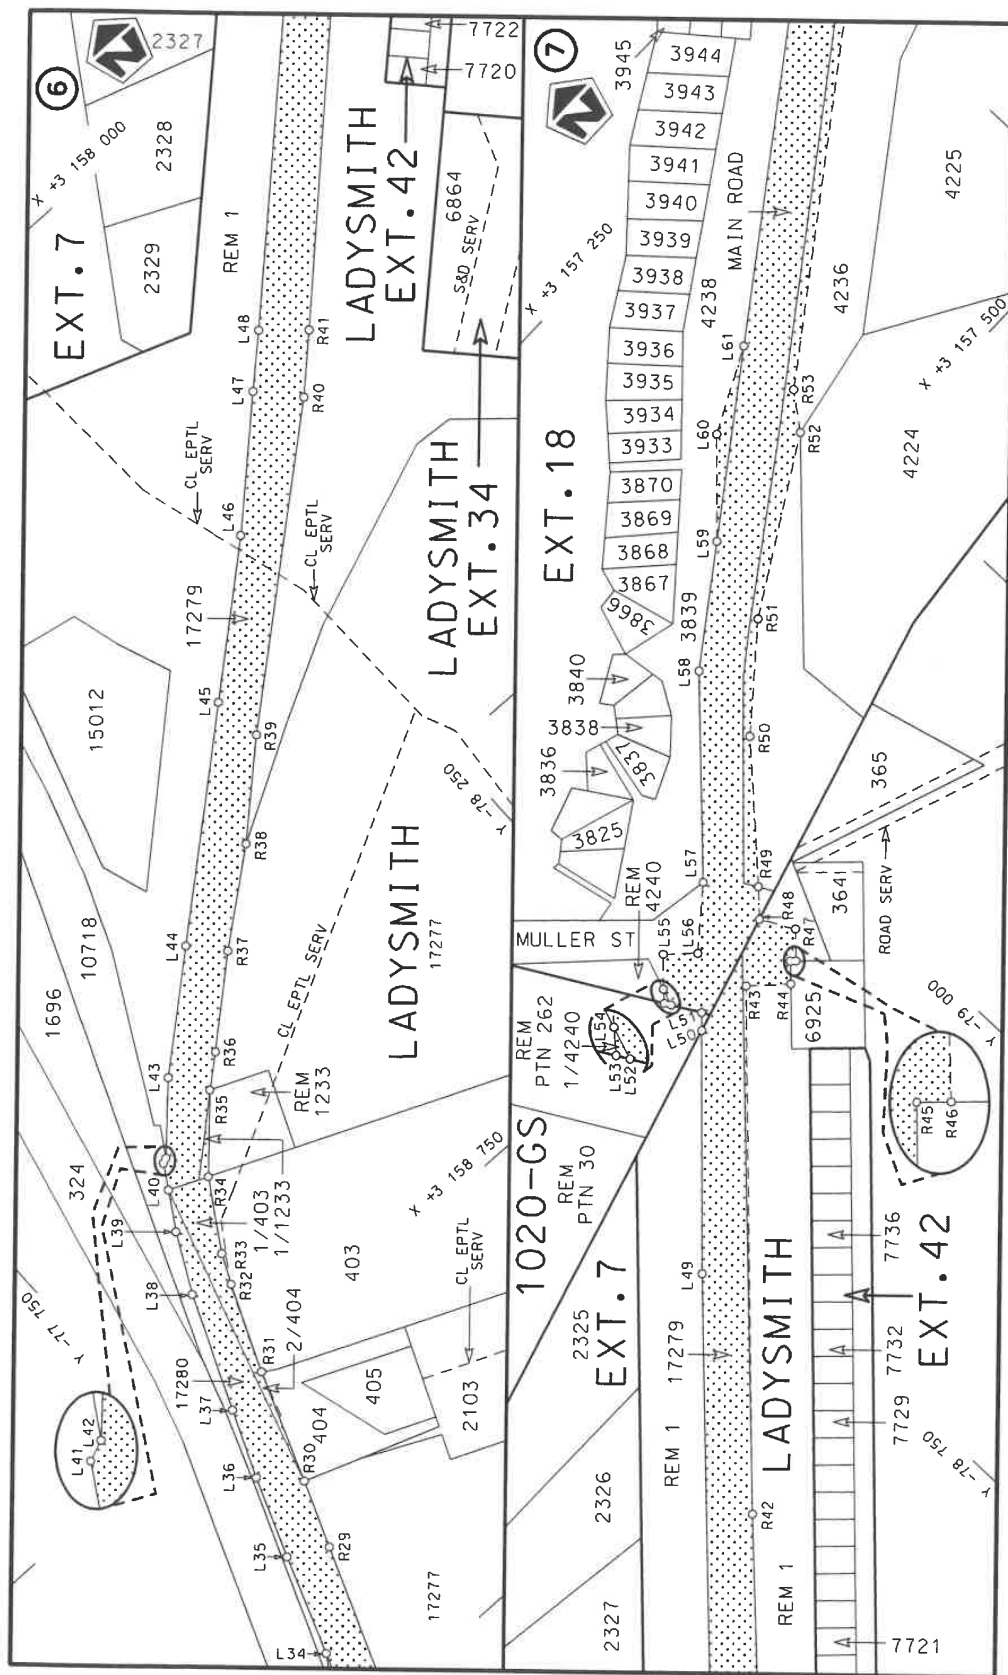 6
2327
X +3 158 000
2328
2329
EXT.7
REM 1
L48
R41
L47
R40
LADYSMITH
EXT.42
7722
7720
6864
S&D SERV
LADYSMITH
EXT.34
CL EPTL
SERV
CL EPTL
SERV
L46
17279
L45
R39
15012
Y -78 250
R38
LADYSMITH
17277
CL EPTL SERV
10718
1696
L44
R37
R36
L43
R35
REM
1233
324
L40
R34
L39
1/403
1/1233
R33
X +3 158 750
L38
R32
403
CL EPTL
SERV
Y -77 750
R31
2/404
17280
405
2103
L37
404
R30
L41
L42
L36
L35
R29
17277
L34
7
3945
3944
3943
3942
3941
3940
3939
3938
3937
3936
3935
3934
3933
3870
3869
3868
3867
3866
X +3 157 250
MAIN ROAD
4225
4238
4236
X +3 157 500
L61
R53
L60
R52
4224
EXT.18
L59
R51
3839
L58
3840
3838
3836
3837
R50
3825
365
L57
R49
REM
4240
R48
3641
MULLER ST
L55
L56
R47
ROAD SERV
REM
PTN 262
1/4240
L54
L53
L52
L51
L50
R43
R44
6925
Y -79 000
R45
R46
1020-GS
REM
PTN 30
L49
2325
EXT.7
17279
LADYSMITH
EXT.42
7736
7732
7729
Y -78 750
REM 1
2326
R42
2327
REM 1
7721